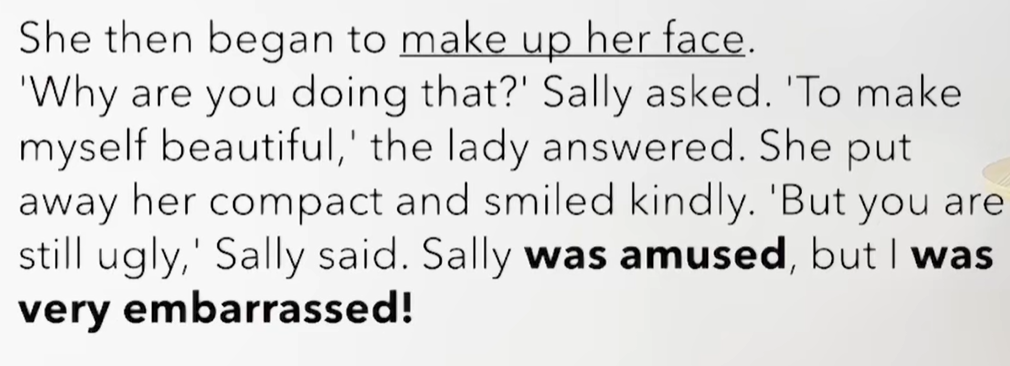 She then began to make up her face.
'Why are you doing that?' Sally asked. 'To make
myself beautiful,' the lady answered. She put
away her compact and smiled kindly. 'But you are
still ugly,' Sally said. Sally was amused, but I was
very embarrassed!